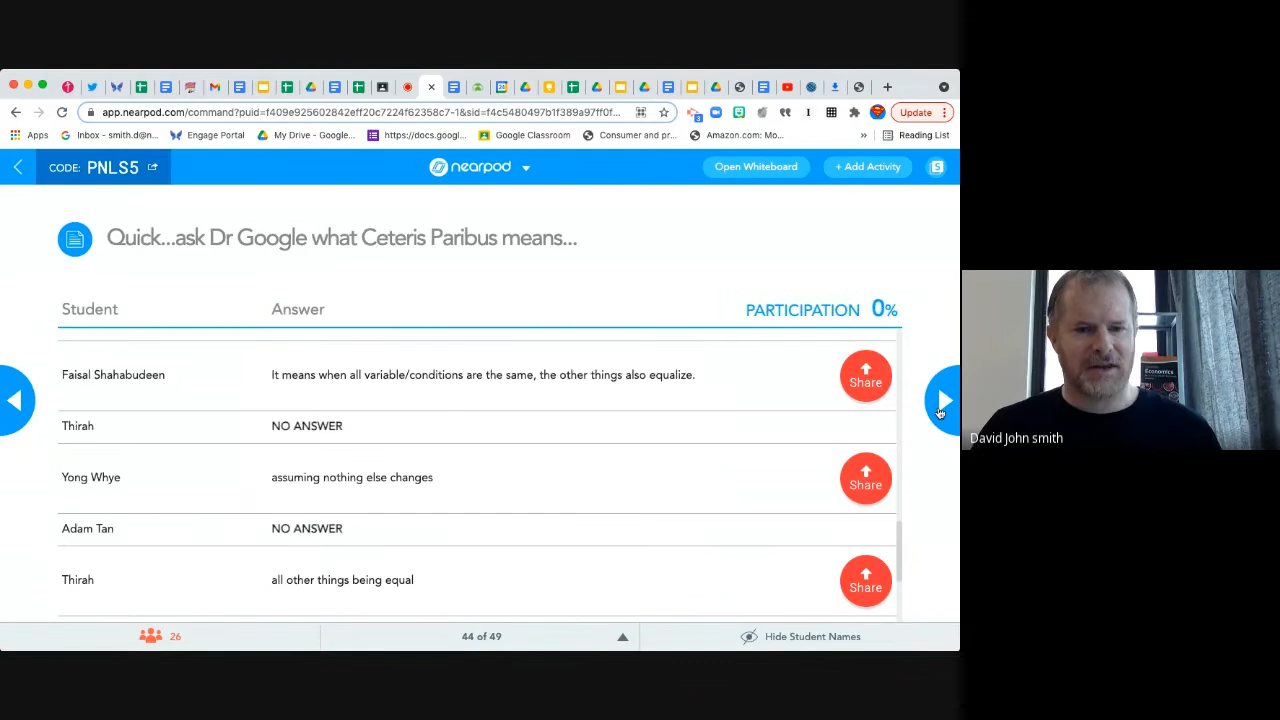 app.nearpod.com/command?puid=f409e925602842eff20c7224f62358c7-1&sid=f4c5480497b1f389a97ff0f...
Update
Apps
Inbox - smith.d@n...
Engage Portal
My Drive - Google...
https://docs.googl...
Google Classroom
Consumer and pr...
Amazon.com: Mo...
»
Reading List
CODE: PNLS5
nearpod
Open Whiteboard
+ Add Activity
S
Quick...ask Dr Google what Ceteris Paribus means...
Student
Answer
PARTICIPATION 0%
Faisal Shahabudeen
It means when all variable/conditions are the same, the other things also equalize.
Share
Thirah
NO ANSWER
Yong Whye
assuming nothing else changes
Share
Adam Tan
NO ANSWER
Thirah
all other things being equal
Share
26
44 of 49
Hide Student Names
Economics
David John smith